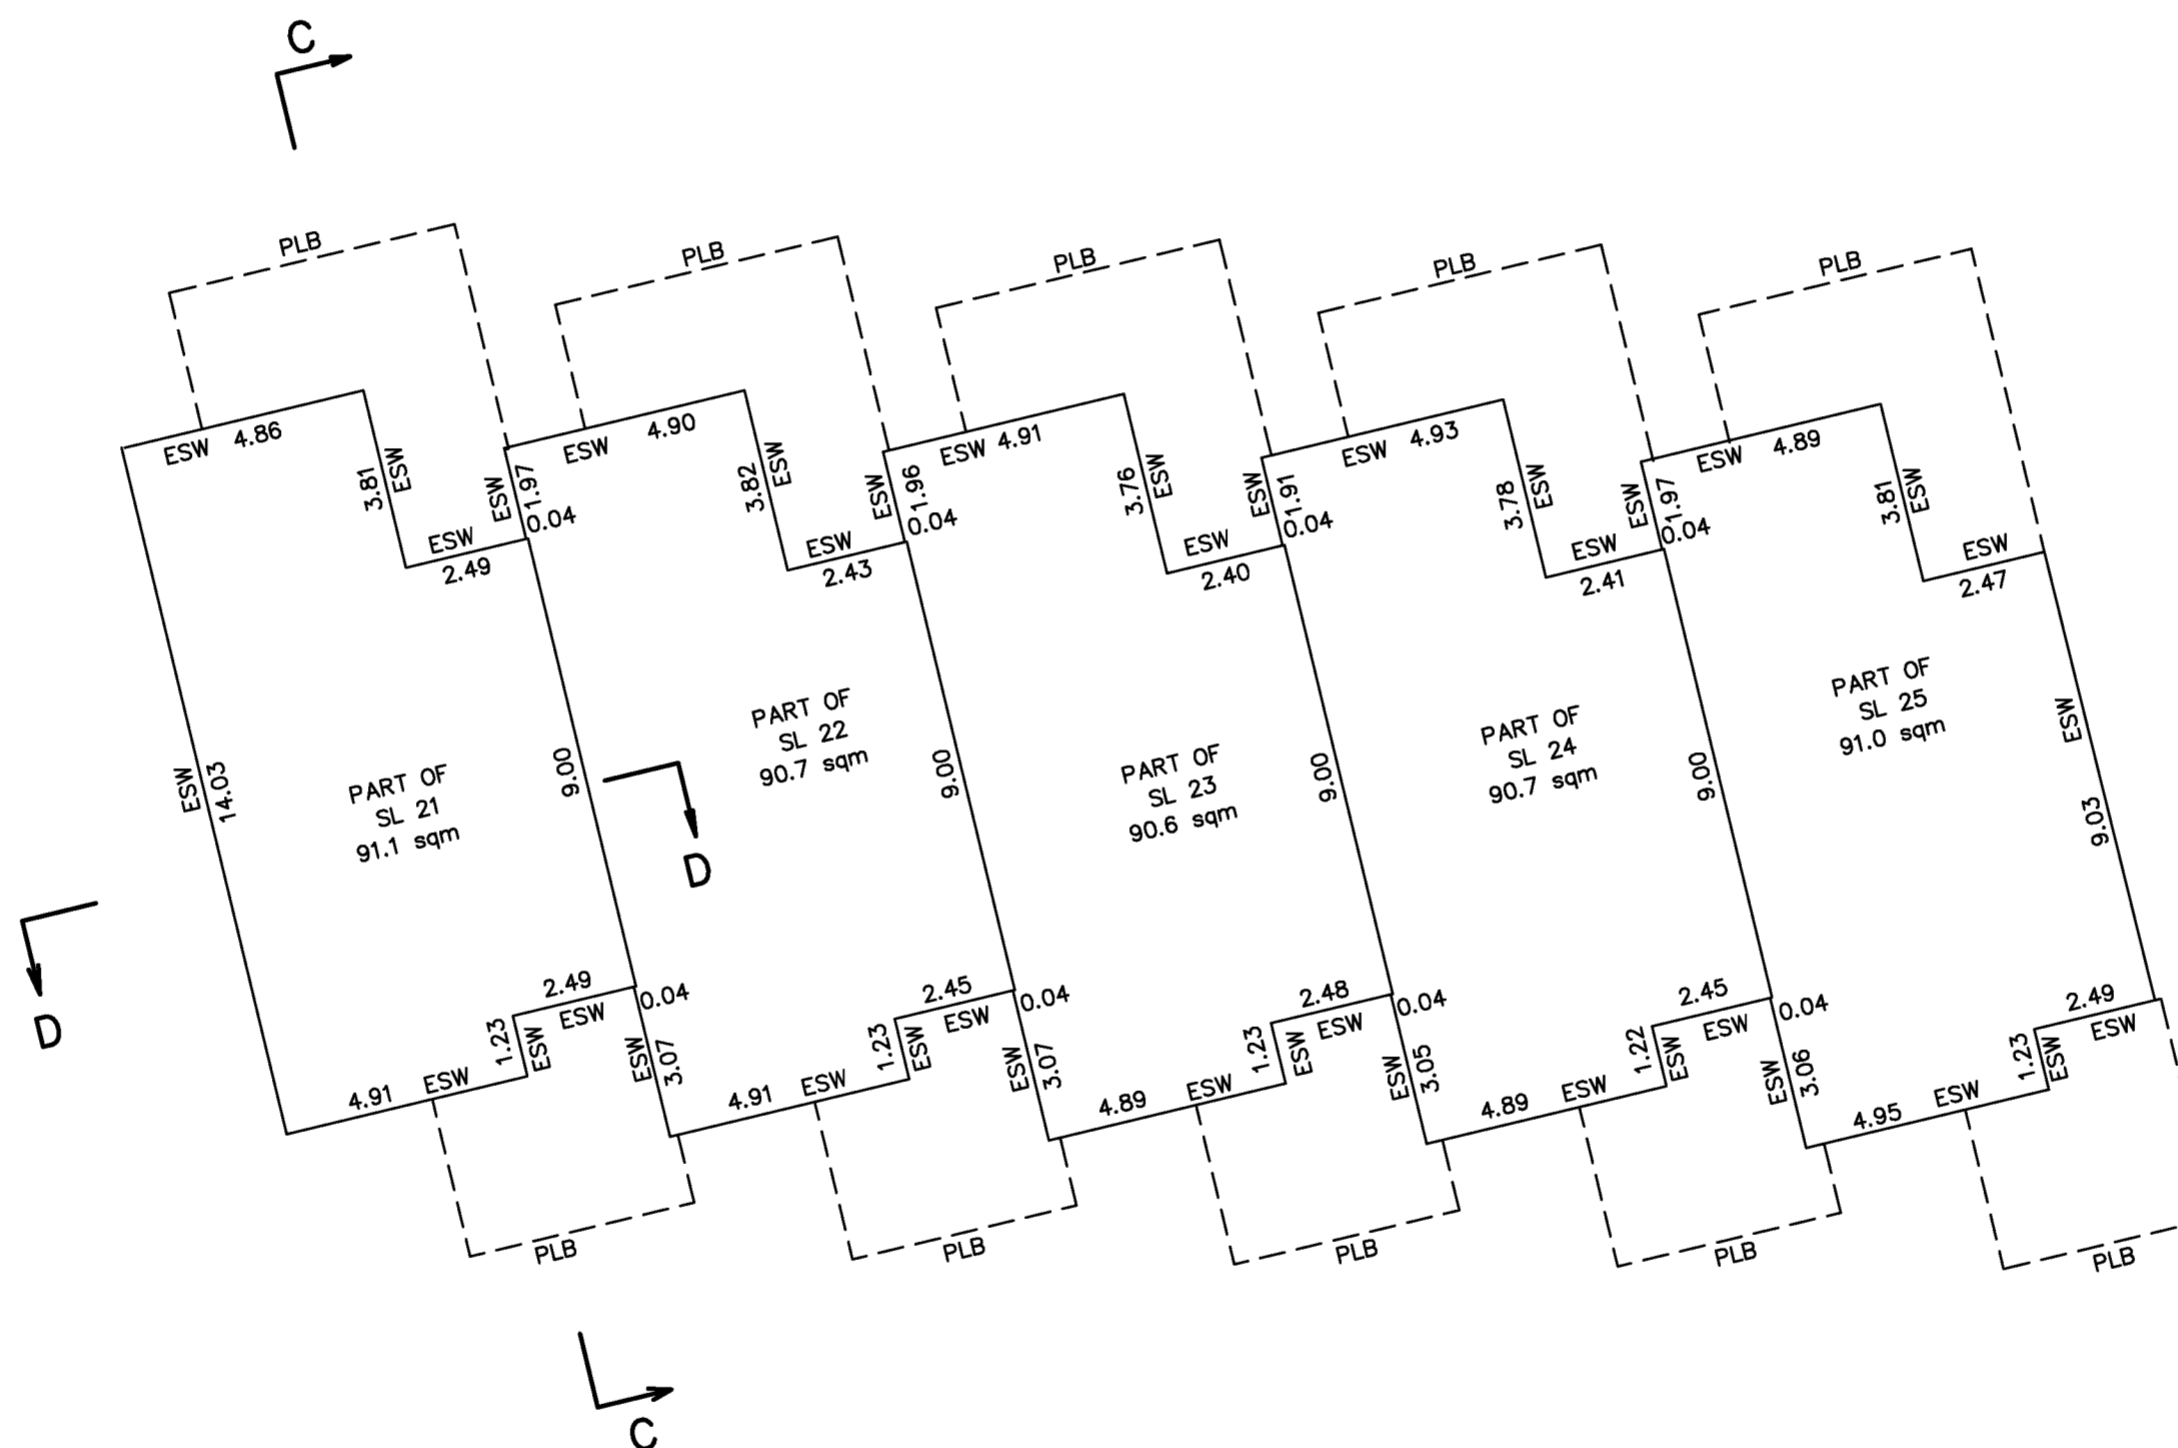 C
PLB
PLB
PLB
PLB
PLB
ESW 4.86
3.81
ESW
ESW
2.49
ESW
1.97
0.04
ESW 4.90
3.82
ESW
ESW
2.43
ESW
1.96
0.04
ESW 4.91
3.76
ESW
ESW
2.40
ESW
1.91
0.04
ESW 4.93
3.78
ESW
ESW
2.41
ESW
1.97
0.04
ESW 4.89
3.81
ESW
ESW
2.47
ESW
14.03
PART OF
SL 21
91.1 sqm
9.00
PART OF
SL 22
90.7 sqm
9.00
PART OF
SL 23
90.6 sqm
9.00
PART OF
SL 24
90.7 sqm
9.00
PART OF
SL 25
91.0 sqm
ESW
9.03
D
D
4.91 ESW
1.23
ESW
2.49
ESW
0.04
ESW
3.07
4.91 ESW
1.23
ESW
2.45
ESW
0.04
ESW
3.07
4.89 ESW
1.23
ESW
2.48
ESW
0.04
ESW
3.05
4.89 ESW
1.22
ESW
2.45
ESW
0.04
ESW
3.06
4.95 ESW
1.23
ESW
2.49
ESW
PLB
PLB
PLB
PLB
PLB
C